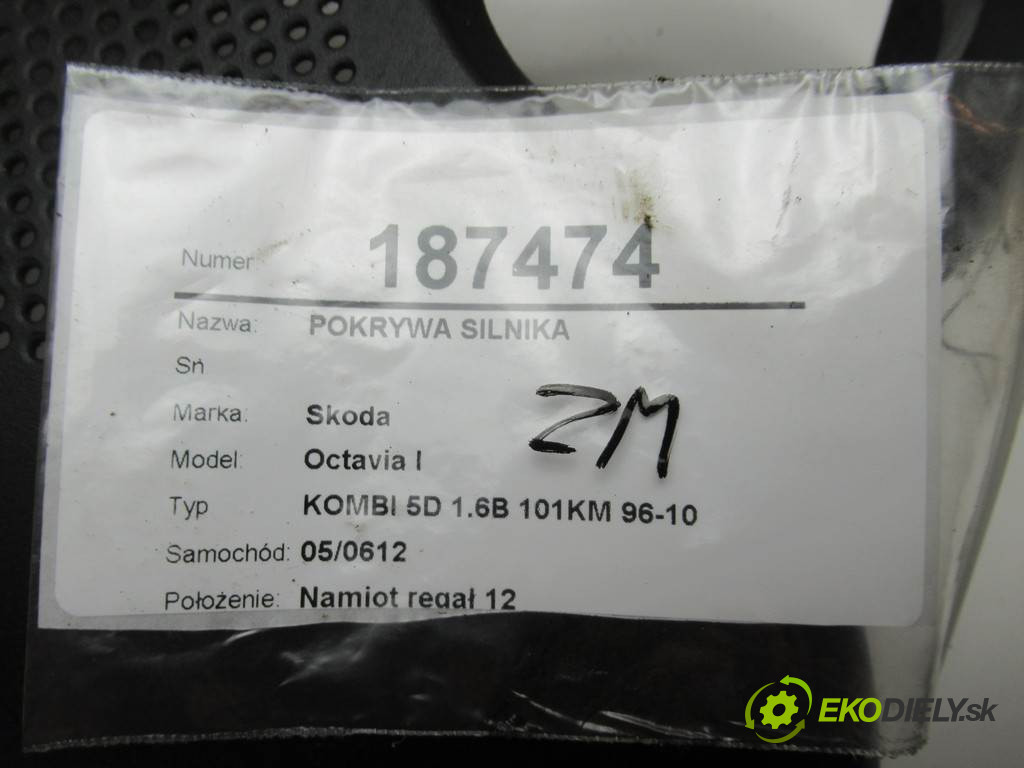 Numer 187474
Nazwa: POKRYWA SILNIKA
Sń
Marka: Skoda
Model: Octavia I
Typ KOMBI 5D 1.6B 101KM 96-10
Samochód: 05/0612
Położenie: Namiot regał 12
ZM
EKODIELY.sk